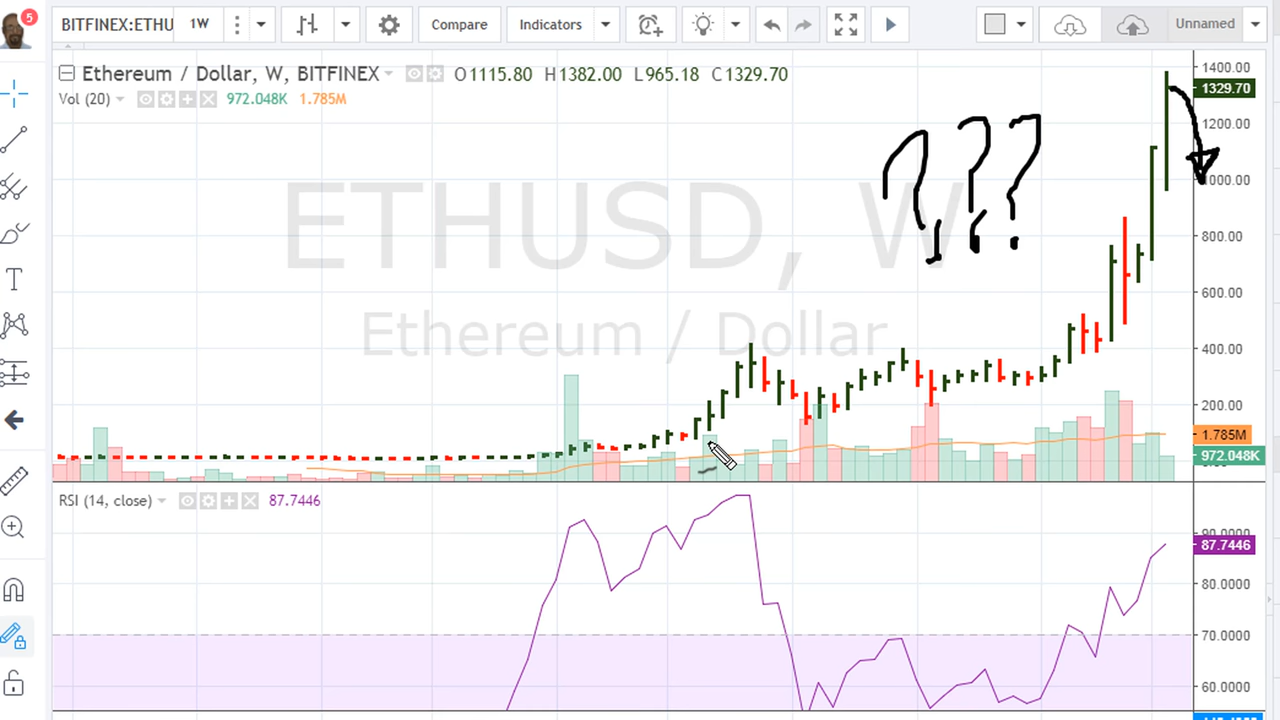 5
BITFINEX:ETHU 1W Compare Indicators Unnamed
Ethereum / Dollar, W, BITFINEX O1115.80 H1382.00 L965.18 C1329.70
Vol (20) 972.048K 1.785M
1400.00
1329.70
1200.00
???
1000.00
ETHUSD, W
800.00
600.00
Ethereum / Dollar
400.00
200.00
1.785M
972.048K
RSI (14, close) 87.7446
90.0000
87.7446
80.0000
70.0000
60.0000